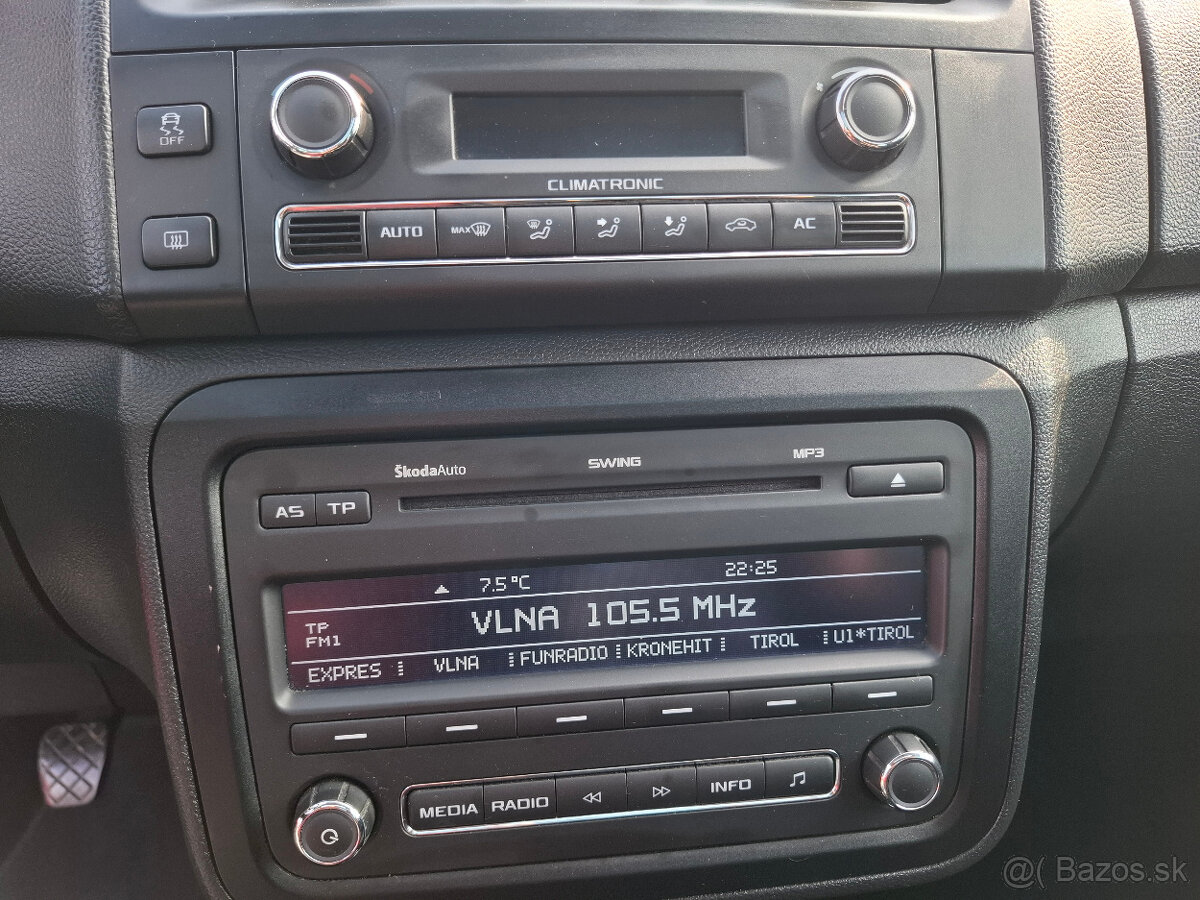 OFF
CLIMATRONIC
AUTO MAX AC
ŠkodaAuto SWING MP3
AS TP
7.5°C 22:25
TP VLNA 105.5 MHz
FM1
EXPRES VLNA FUNRADIO KRONEHIT TIROL U1*TIROL
MEDIA RADIO INFO
@( Bazos.sk